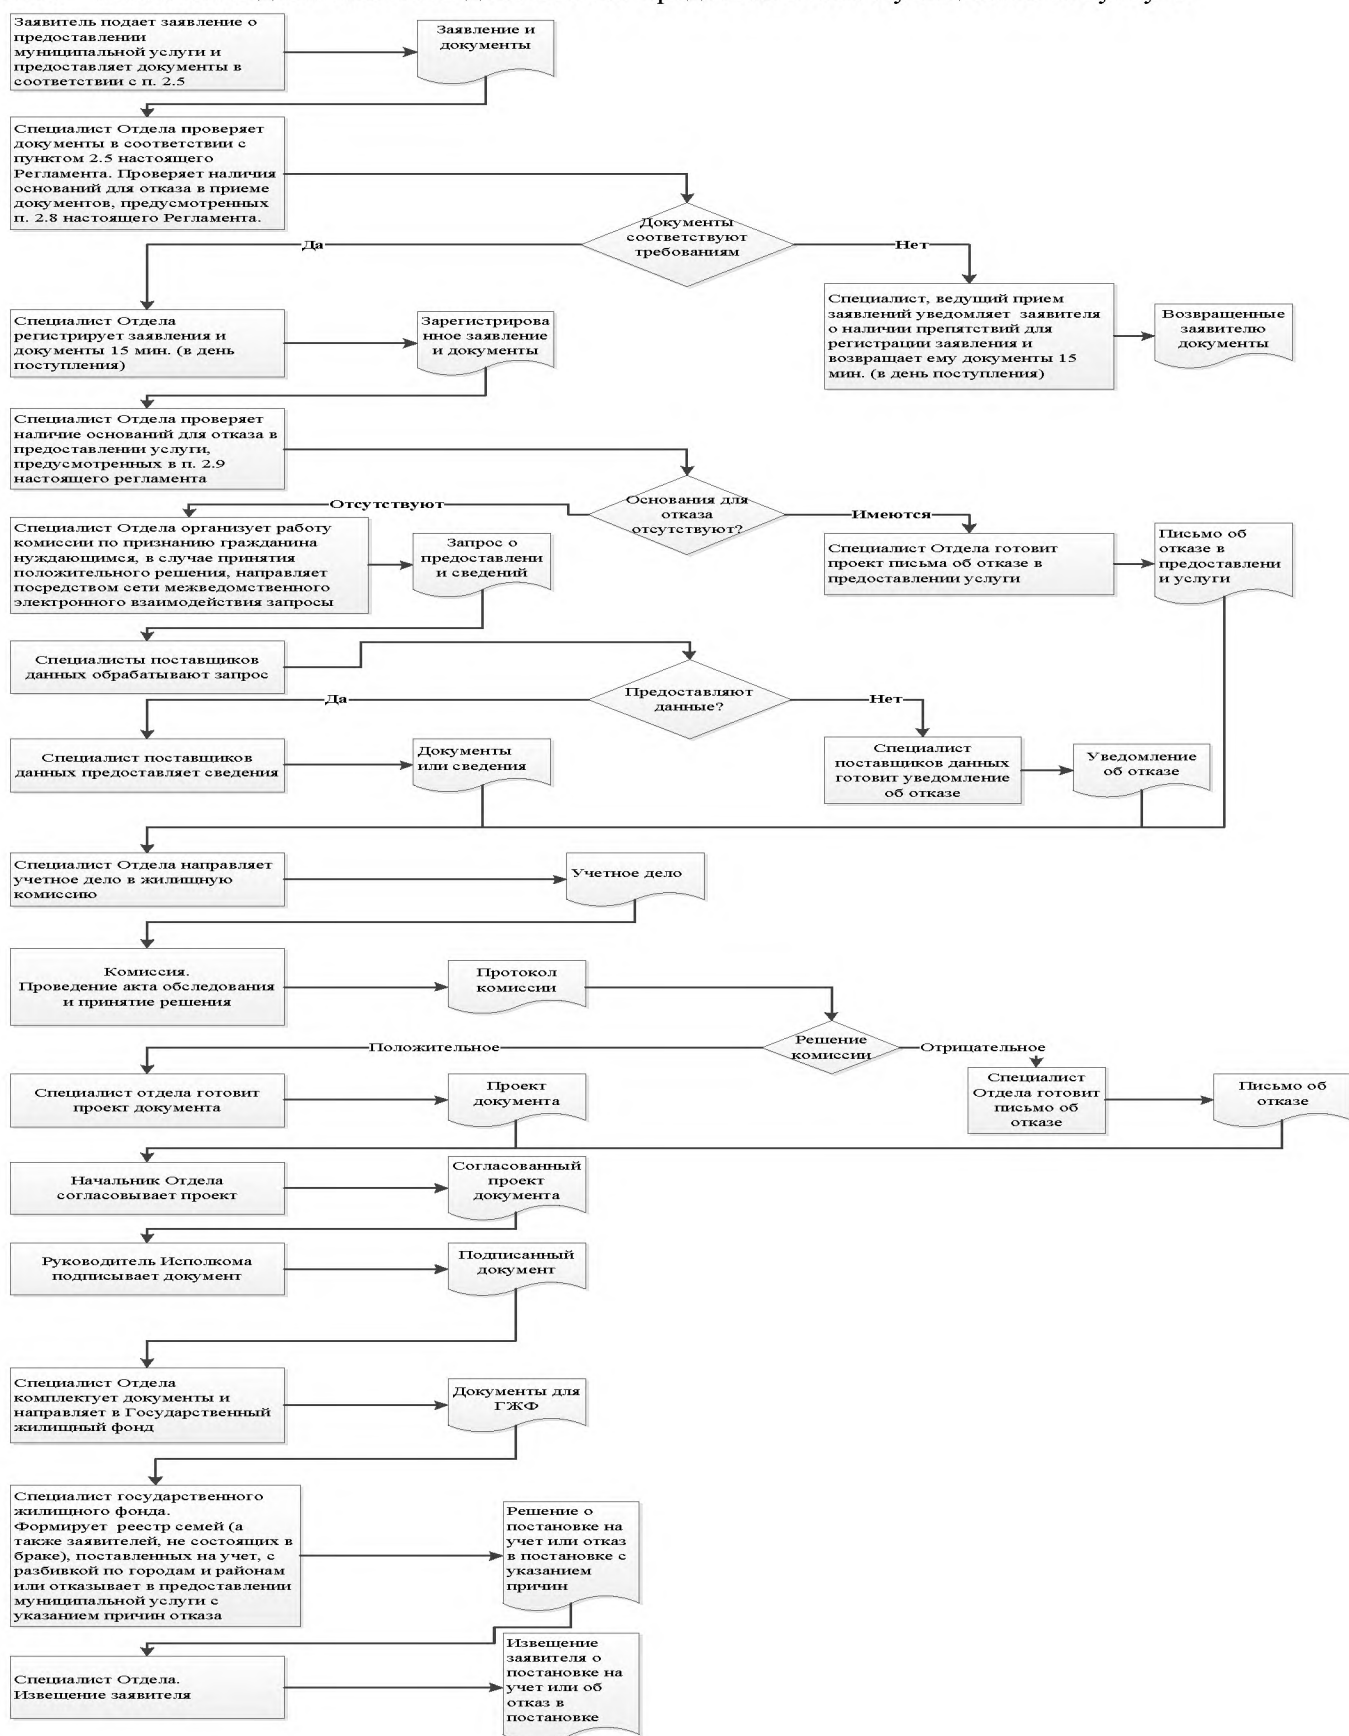 Заявитель подает заявление о
предоставлении
муниципальной услуги и
предоставляет документы в
соответствии с п. 2.5
Заявление и
документы
Специалист Отдела проверяет
документы в соответствии с
пунктом 2.5 настоящего
Регламента. Проверяет наличия
оснований для отказа в приеме
документов, предусмотренных
п. 2.8 настоящего Регламента.
Документы
соответствуют
требованиям
Да
Нет
Специалист Отдела
регистрирует заявления и
документы 15 мин. (в день
поступления)
Зарегистрирова
нное заявление
и документы
Специалист, ведущий прием
заявлений уведомляет заявителя
о наличии препятствий для
регистрации заявления и
возвращает ему документы 15
мин. (в день поступления)
Возвращенные
заявителю
документы
Специалист Отдела проверяет
наличие оснований для отказа в
предоставлении услуги,
предусмотренных в п. 2.9
настоящего регламента
Основания для
отказа
отсутствуют?
Отсутствуют
Имеются
Специалист Отдела организует работу
комиссии по признанию гражданина
нуждающимся, в случае принятия
положительного решения, направляет
посредством сети межведомственного
электронного взаимодействия запросы
Запрос о
предоставлени
и сведений
Специалист Отдела готовит
проект письма об отказе в
предоставлении услуги
Письмо об
отказе в
предоставлени
и услуги
Специалисты поставщиков
данных обрабатывают запрос
Предоставляют
данные?
Да
Нет
Специалист поставщиков
данных предоставляет сведения
Документы
или сведения
Специалист
поставщиков данных
готовит уведомление
об отказе
Уведомление
об отказе
Специалист Отдела направляет
учетное дело в жилищную
комиссию
Учетное дело
Комиссия.
Проведение акта обследования
и принятие решения
Протокол
комиссии
Решение
комиссии
Положительное
Отрицательное
Специалист отдела готовит
проект документа
Проект
документа
Специалист
Отдела готовит
письмо об
отказе
Письмо об
отказе
Начальник Отдела
согласовывает проект
Согласованный
проект
документа
Руководитель Исполкома
подписывает документ
Подписанный
документ
Специалист Отдела
комплектует документы и
направляет в Государственный
жилищный фонд
Документы для
ГЖФ
Специалист государственного
жилищного фонда.
Формирует реестр семей (а
также заявителей, не состоящих в
браке), поставленных на учет, с
разбивкой по городам и районам
или отказывает в предоставлении
муниципальной услуги с
указанием причин отказа
Решение о
постановке на
учет или отказ
в постановке с
указанием
причин
Специалист Отдела.
Извещение заявителя
Извещение
заявителя о
постановке на
учет или об
отказ в
постановке